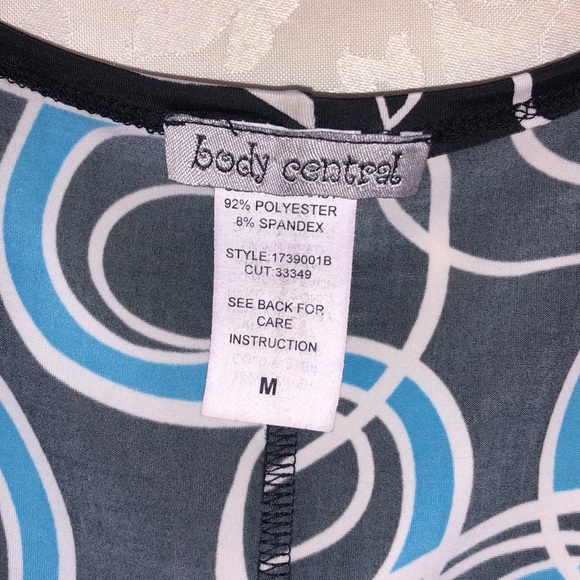 body central
92% POLYESTER
8% SPANDEX
STYLE:1739001B
CUT:33349
SEE BACK FOR
CARE
INSTRUCTION
M